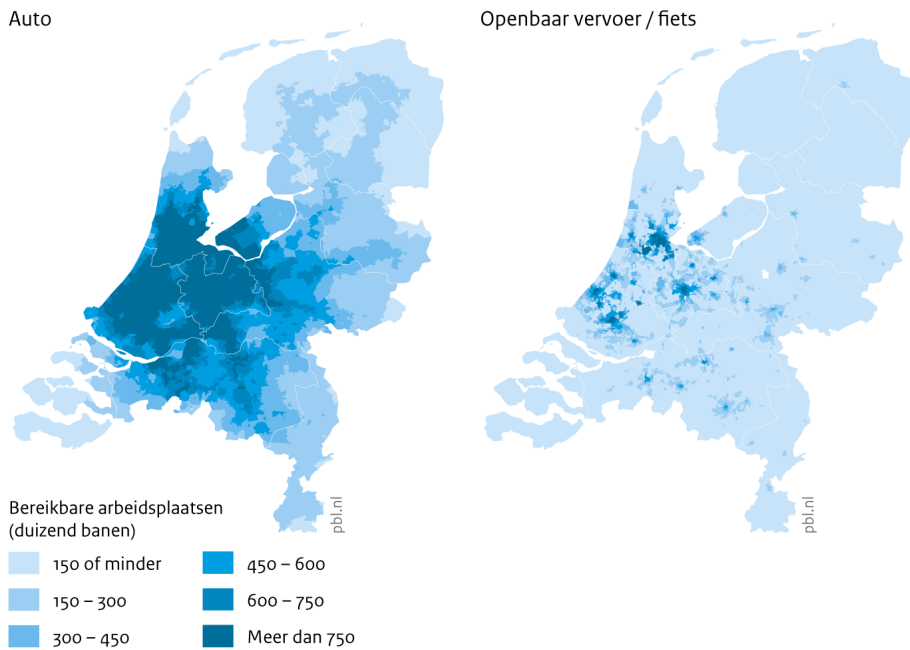 Auto
Openbaar vervoer / fiets
Bereikbare arbeidsplaatsen
(duizend banen)
150 of minder
150 – 300
300 – 450
450 – 600
600 – 750
Meer dan 750
pbl.nl
pbl.nl